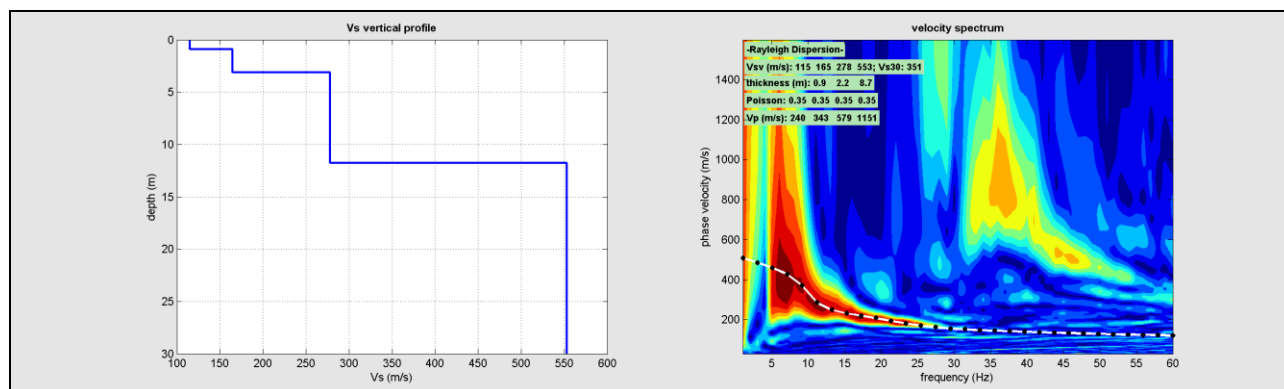 Vs vertical profile
0
5
10
15
20
25
30
depth (m)
100 150 200 250 300 350 400 450 500 550 600
Vs (m/s)
velocity spectrum
-Rayleigh Dispersion-
Vsv (m/s): 115 165 278 553; Vs30: 351
thickness (m): 0.9 2.2 8.7
Poisson: 0.35 0.35 0.35 0.35
Vp (m/s): 240 343 579 1151
1400
1200
1000
800
600
400
200
phase velocity (m/s)
5 10 15 20 25 30 35 40 45 50 55 60
frequency (Hz)